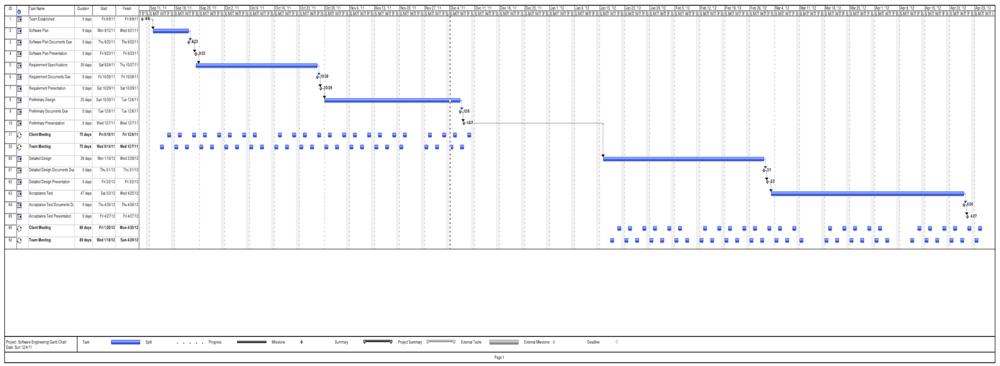 ID Task Name Duration Start Finish Sep 11, '11 Sep 18, '11 Sep 25, '11 Oct 2, '11 Oct 9, '11 Oct 16, '11 Oct 23, '11 Oct 30, '11 Nov 6, '11 Nov 13, '11 Nov 20, '11 Nov 27, '11 Dec 4, '11 Dec 11, '11 Dec 18, '11 Dec 25, '11 Jan 1, '12 Jan 8, '12 Jan 15, '12 Jan 22, '12 Jan 29, '12 Feb 5, '12 Feb 12, '12 Feb 19, '12 Feb 26, '12 Mar 4, '12 Mar 11, '12 Mar 18, '12 Mar 25, '12 Apr 1, '12 Apr 8, '12 Apr 15, '12 Apr 22, '12 Apr 29, '12
T F S S M T W T F S S M T W T F S S M T W T F S S M T W T F S S M T W T F S S M T W T F S S M T W T F S S M T W T F S S M T W T F S S M T W T F S S M T W T F S S M T W T F S S M T W T F S S M T W T F S S M T W T F S S M T W T F S S M T W T F S S M T W T F S S M T W T F S S M T W T F S S M T W T F S S M T W T F S S M T W T F S S M T W T F S S M T W T F S S M T W T F S S M T W T F S S M T W T F S S M T W T F S S M T W T F S S M T W T F S S M T W T F S S M T W T F S S M T W T F S S M T W T
1 Team Established 0 days Fri 9/9/11 Fri 9/9/11 9/9
2 Software Plan 9 days Mon 9/12/11 Wed 9/21/11
3 Software Plan Documents Due 0 days Thu 9/22/11 Thu 9/22/11 9/22
4 Software Plan Presentation 0 days Fri 9/23/11 Fri 9/23/11 9/23
5 Requirement Specifications 30 days Sat 9/24/11 Thu 10/27/11
6 Requirement Documents Due 0 days Fri 10/28/11 Fri 10/28/11 10/28
7 Requirement Presentation 0 days Sat 10/29/11 Sat 10/29/11 10/29
8 Preliminary Design 33 days Sun 10/30/11 Tue 12/6/11
9 Preliminary Documents Due 0 days Tue 12/6/11 Tue 12/6/11 12/6
10 Preliminary Presenatation 0 days Wed 12/7/11 Wed 12/7/11 12/7
11 Client Meeting 75 days Fri 9/16/11 Fri 12/9/11
35 Team Meeting 75 days Wed 9/14/11 Wed 12/7/11
60 Detailed Design 39 days Mon 1/16/12 Wed 2/29/12
61 Detailed Design Documents Due 0 days Thu 3/1/12 Thu 3/1/12 3/1
62 Detailed Design Presentation 0 days Fri 3/2/12 Fri 3/2/12 3/2
63 Acceptance Test 47 days Sat 3/3/12 Wed 4/25/12
64 Acceptance Test Documents Du 0 days Thu 4/26/12 Thu 4/26/12 4/26
65 Acceptance Test Presentation 0 days Fri 4/27/12 Fri 4/27/12 4/27
66 Client Meeting 88 days Fri 1/20/12 Mon 4/30/12
92 Team Meeting 89 days Wed 1/18/12 Sun 4/29/12
Project: Software Engineering Gantt Chart
Date: Sun 12/4/11
Task Split Progress Milestone Summary Project Summary External Tasks External Milestone Deadline
Page 1